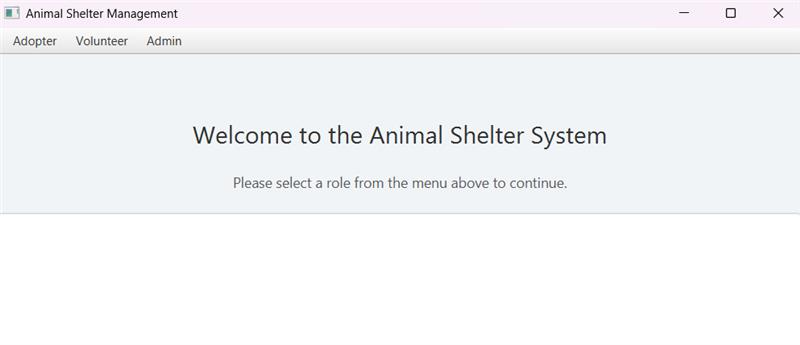 Animal Shelter Management
Adopter Volunteer Admin
Welcome to the Animal Shelter System
Please select a role from the menu above to continue.